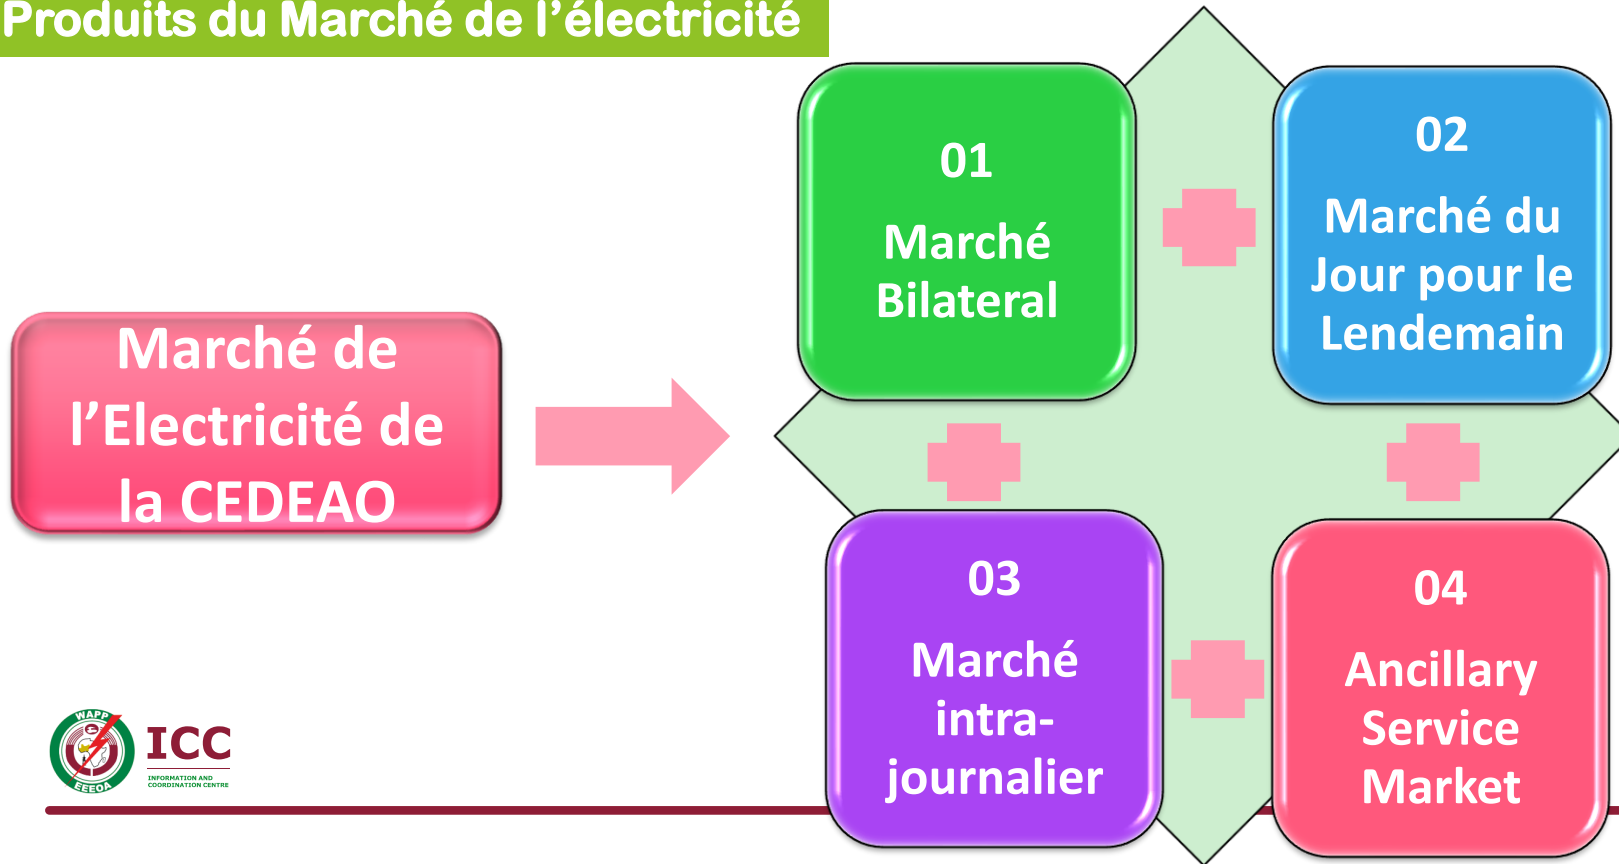 Produits du Marché de l’électricité
Marché de
l’Electricité de
la CEDEAO
01
Marché
Bilateral
02
Marché du
Jour pour le
Lendemain
03
Marché
intra-
journalier
04
Ancillary
Service
Market
WAPP
EEEOA
ICC
INFORMATION AND
COORDINATION CENTRE